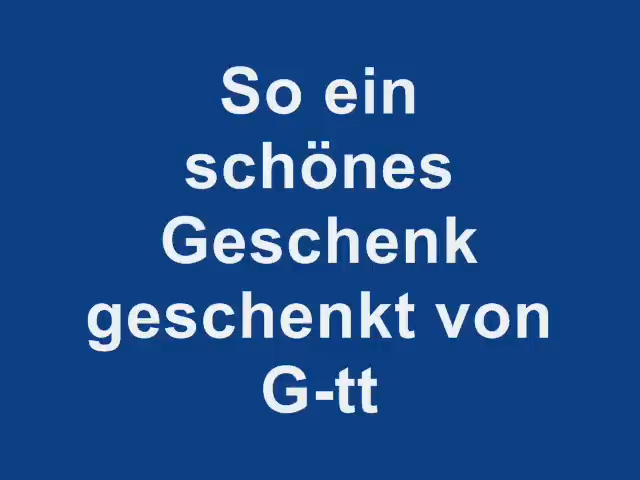 So ein
schönes
Geschenk
geschenkt von
G-tt